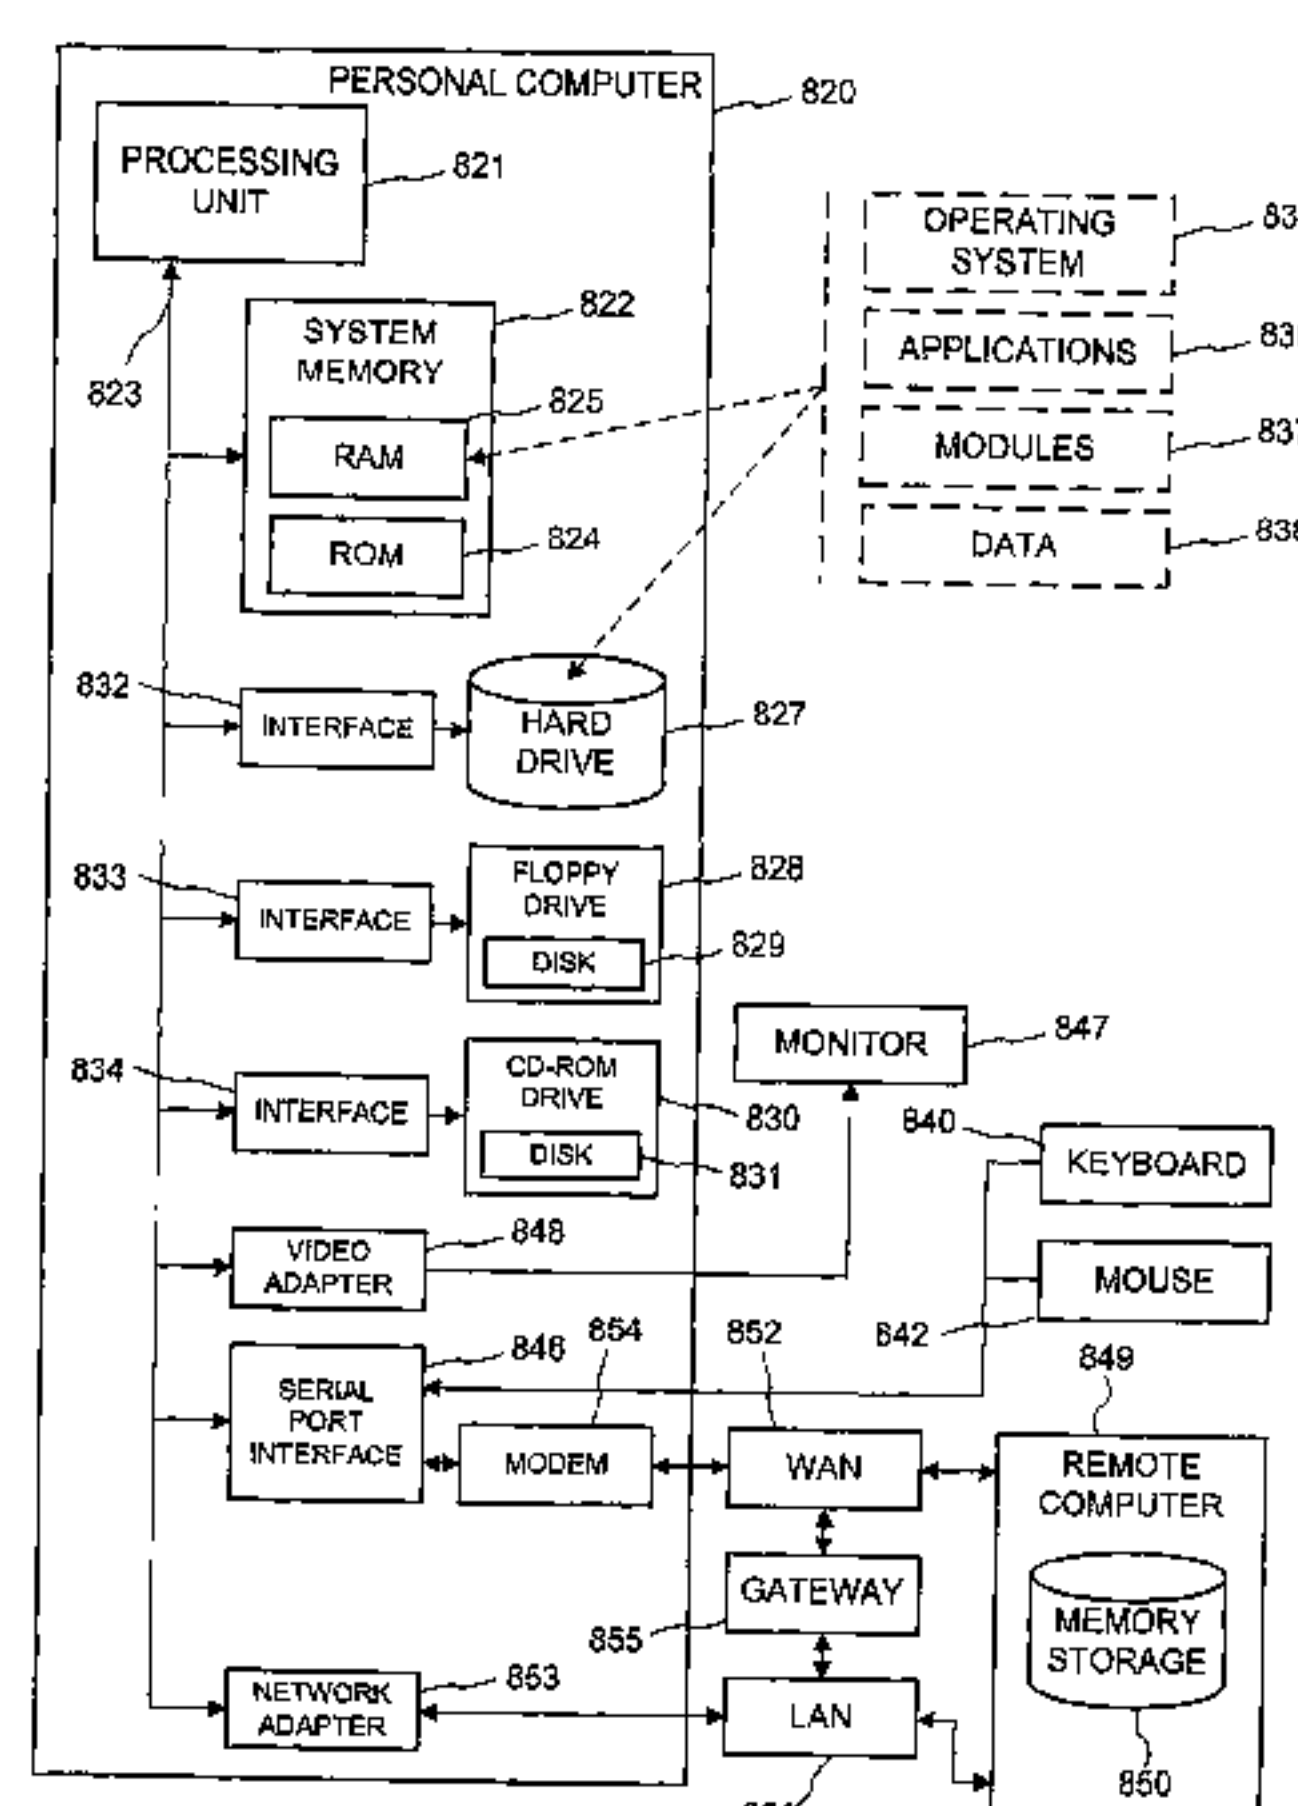 PERSONAL COMPUTER
820
PROCESSING
UNIT
821
823
SYSTEM
MEMORY
822
RAM
825
ROM
824
OPERATING
SYSTEM
APPLICATIONS
MODULES
DATA
838
832
INTERFACE
HARD
DRIVE
827
833
INTERFACE
FLOPPY
DRIVE
828
DISK
829
834
INTERFACE
CD-ROM
DRIVE
830
DISK
831
MONITOR
847
840
KEYBOARD
MOUSE
842
VIDEO
ADAPTER
848
SERIAL
PORT
INTERFACE
846
854
MODEM
852
WAN
849
REMOTE
COMPUTER
MEMORY
STORAGE
850
GATEWAY
855
NETWORK
ADAPTER
853
LAN